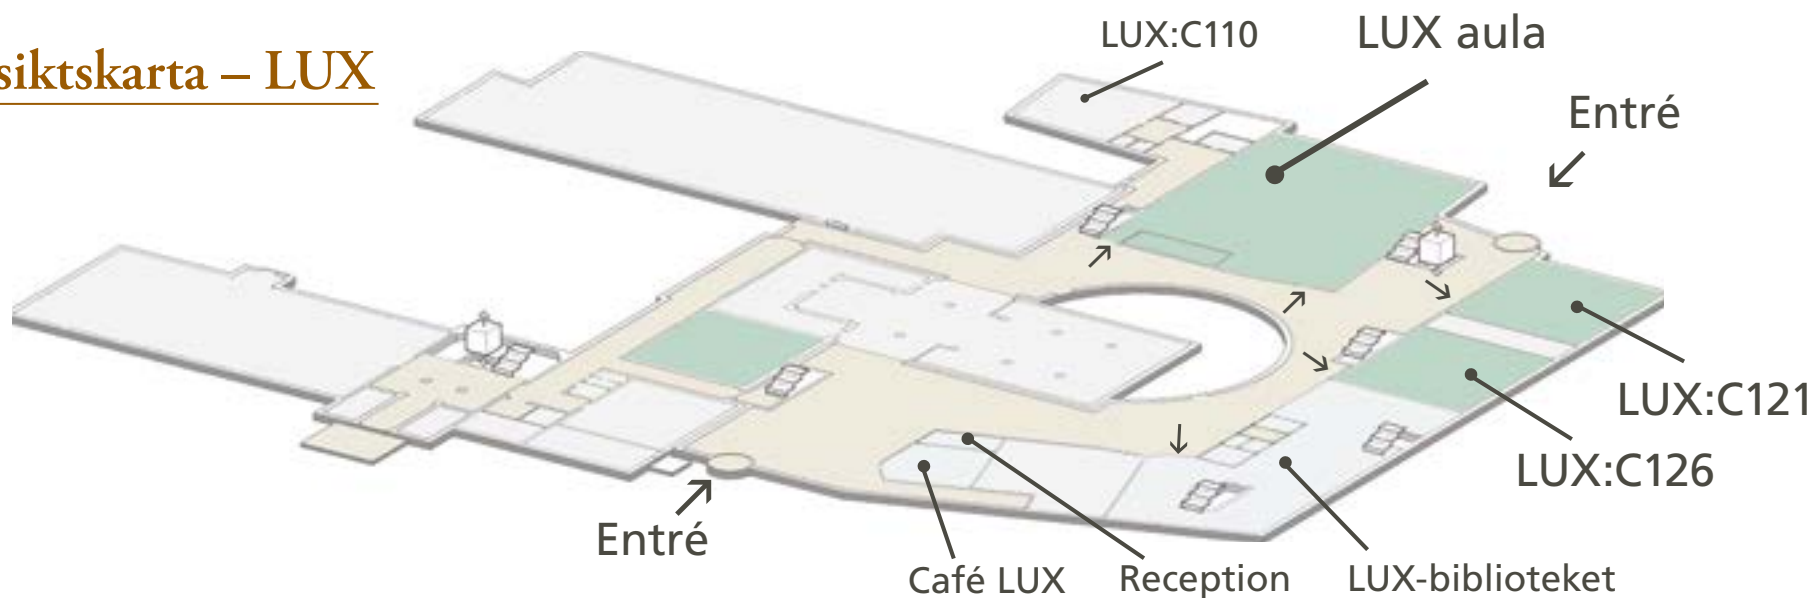 siktskarta – LUX
LUX:C110
LUX aula
Entré
LUX:C121
LUX:C126
Entré
Café LUX
Reception
LUX-biblioteket